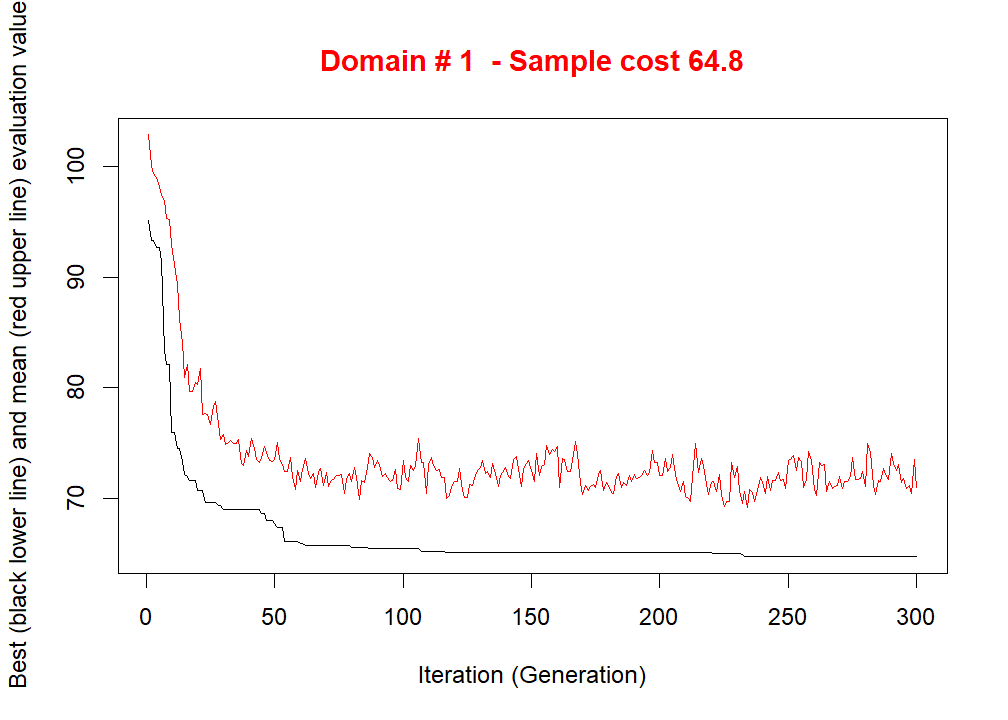 Domain # 1  - Sample cost 64.8
Best (black lower line) and mean (red upper line) evaluation value
100
90
80
70
0 50 100 150 200 250 300
Iteration (Generation)